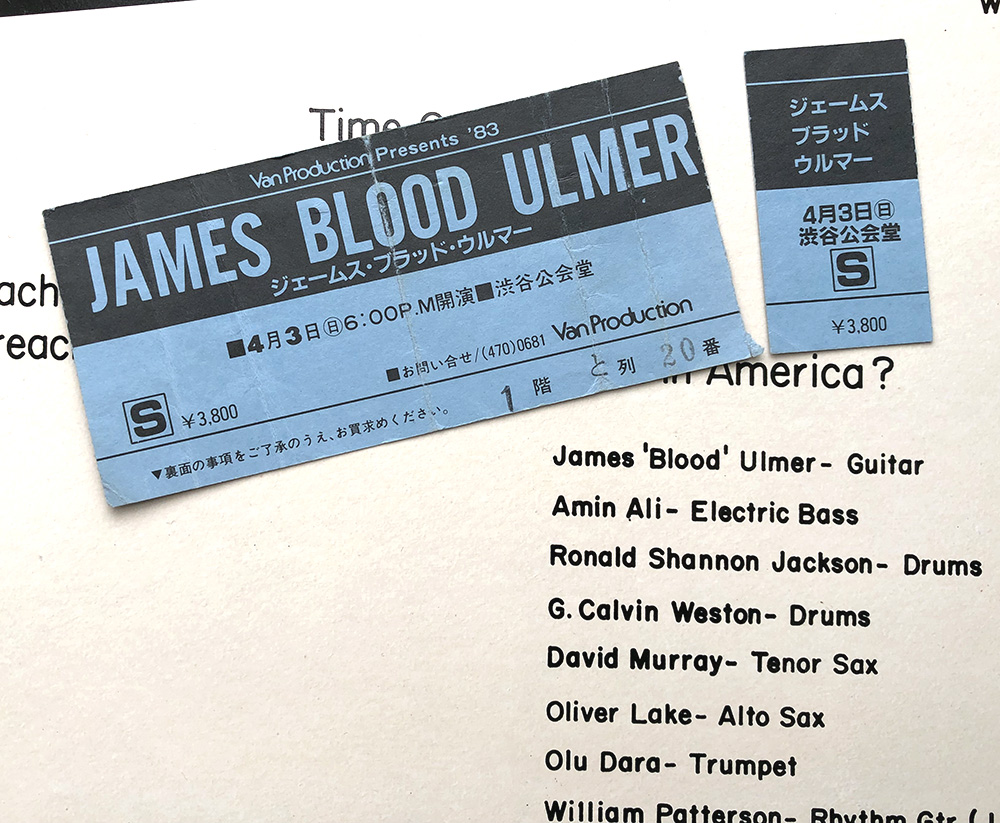 W
Time
Van Production Presents '83
JAMES BLOOD ULMER
ジェームス・ブラッド・ウルマー
■4月3日㊐6:00P.M開演■渋谷公会堂
■お問い合せ/(470)0681 Van Production
S ￥3,800
1階 と列 20番
▼裏面の事項をご了承のうえ、お買求めください。
ジェームス
ブラッド
ウルマー
4月3日㊐
渋谷公会堂
S
￥3,800
ach
reac
in America?
James 'Blood' Ulmer- Guitar
Amin Ali- Electric Bass
Ronald Shannon Jackson- Drums
G. Calvin Weston- Drums
David Murray- Tenor Sax
Oliver Lake- Alto Sax
Olu Dara- Trumpet
William Patterson- Rhythm Gtr (